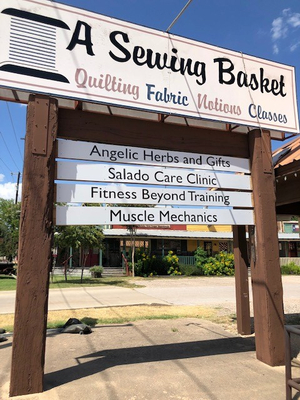 A Sewing Basket
Quilting Fabric Notions Classes
Angelic Herbs and Gifts
Salado Care Clinic
Fitness Beyond Training
Muscle Mechanics